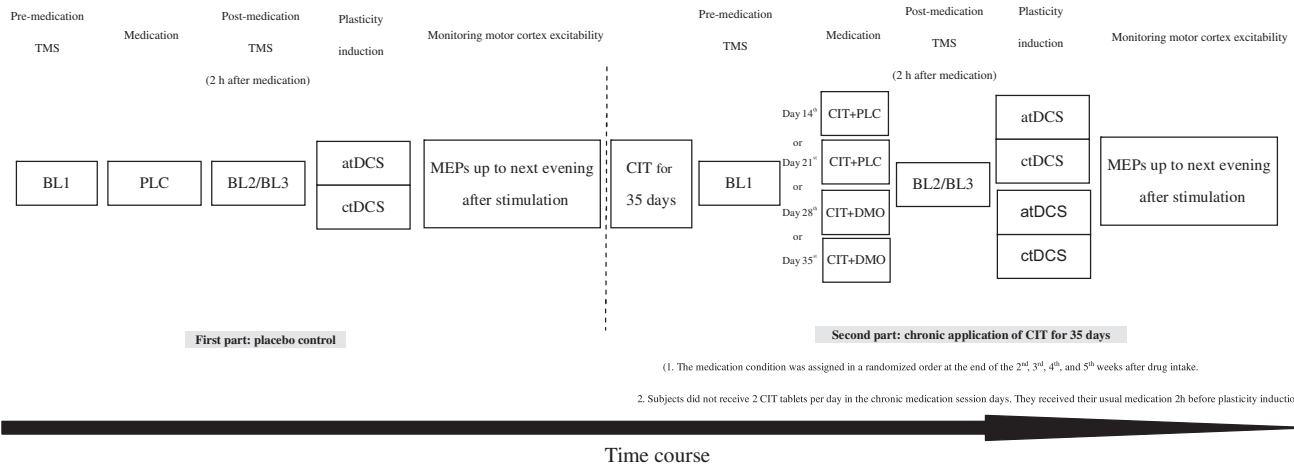 Pre-medication
TMS
Medication
Post-medication
TMS
(2 h after medication)
Plasticity
induction
Monitoring motor cortex excitability
BL1
PLC
BL2/BL3
atDCS
ctDCS
MEPs up to next evening
after stimulation
First part: placebo control
CIT for
35 days
Pre-medication
TMS
Medication
Post-medication
TMS
(2 h after medication)
Plasticity
induction
Monitoring motor cortex excitability
BL1
Day 14th
CIT+PLC
or
Day 21st
CIT+PLC
or
Day 28th
CIT+DMO
or
Day 35st
CIT+DMO
BL2/BL3
atDCS
ctDCS
atDCS
ctDCS
MEPs up to next evening
after stimulation
Second part: chronic application of CIT for 35 days
(1. The medication condition was assigned in a randomized order at the end of the 2nd, 3rd, 4th, and 5th weeks after drug intake.
2. Subjects did not receive 2 CIT tablets per day in the chronic medication session days. They received their usual medication 2h before plasticity inductio
Time course